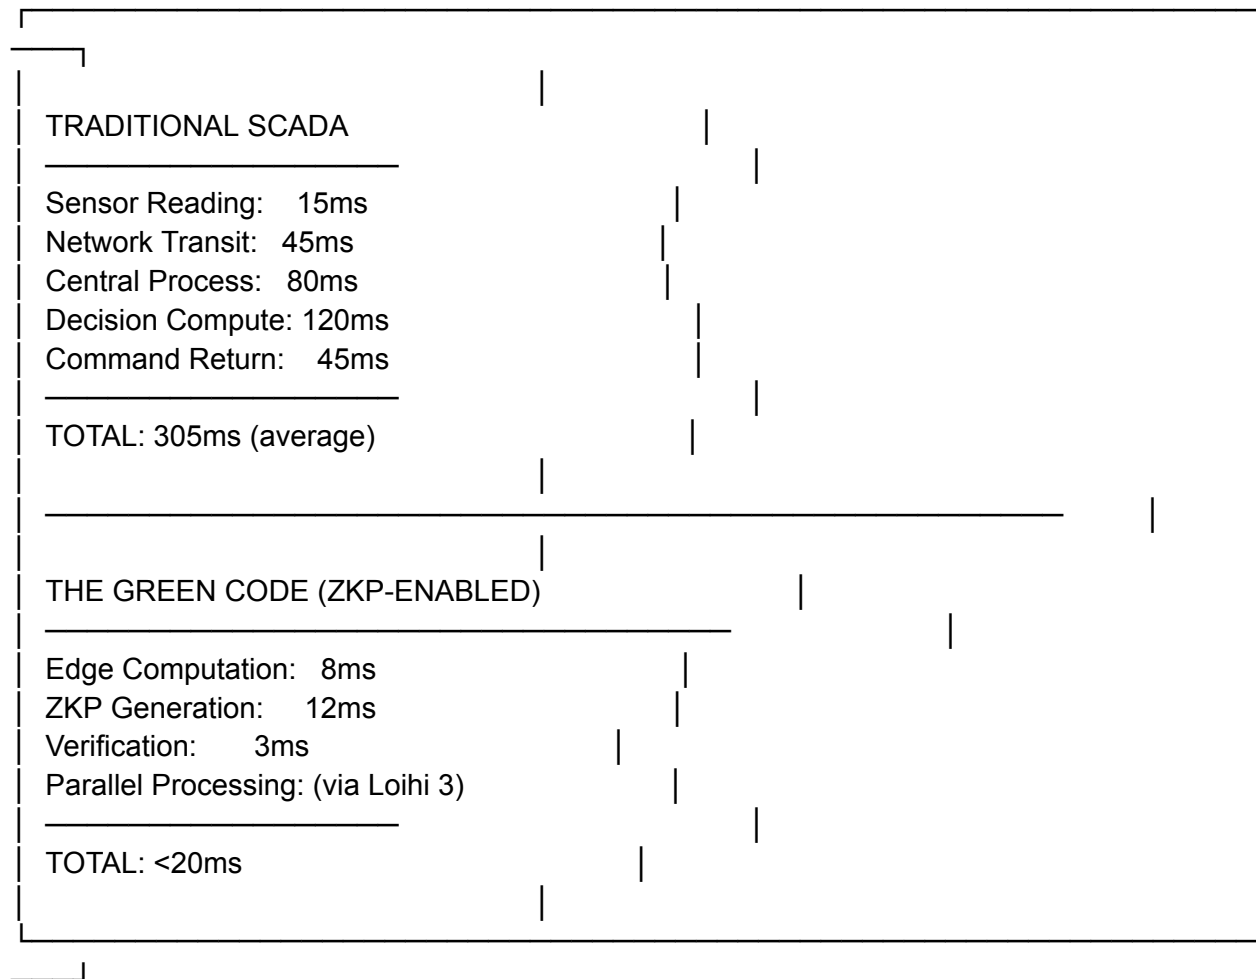 TRADITIONAL SCADA
Sensor Reading: 15ms
Network Transit: 45ms
Central Process: 80ms
Decision Compute: 120ms
Command Return: 45ms
TOTAL: 305ms (average)
THE GREEN CODE (ZKP-ENABLED)
Edge Computation: 8ms
ZKP Generation: 12ms
Verification: 3ms
Parallel Processing: (via Loihi 3)
TOTAL: <20ms